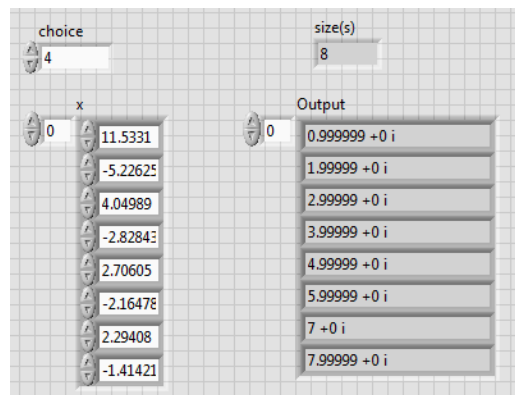 choice
4
size(s)
8
x
0
11.5331
-5.22625
4.04989
-2.82843
2.70605
-2.16478
2.29408
-1.41421
Output
0
0.999999 +0 i
1.99999 +0 i
2.99999 +0 i
3.99999 +0 i
4.99999 +0 i
5.99999 +0 i
7 +0 i
7.99999 +0 i